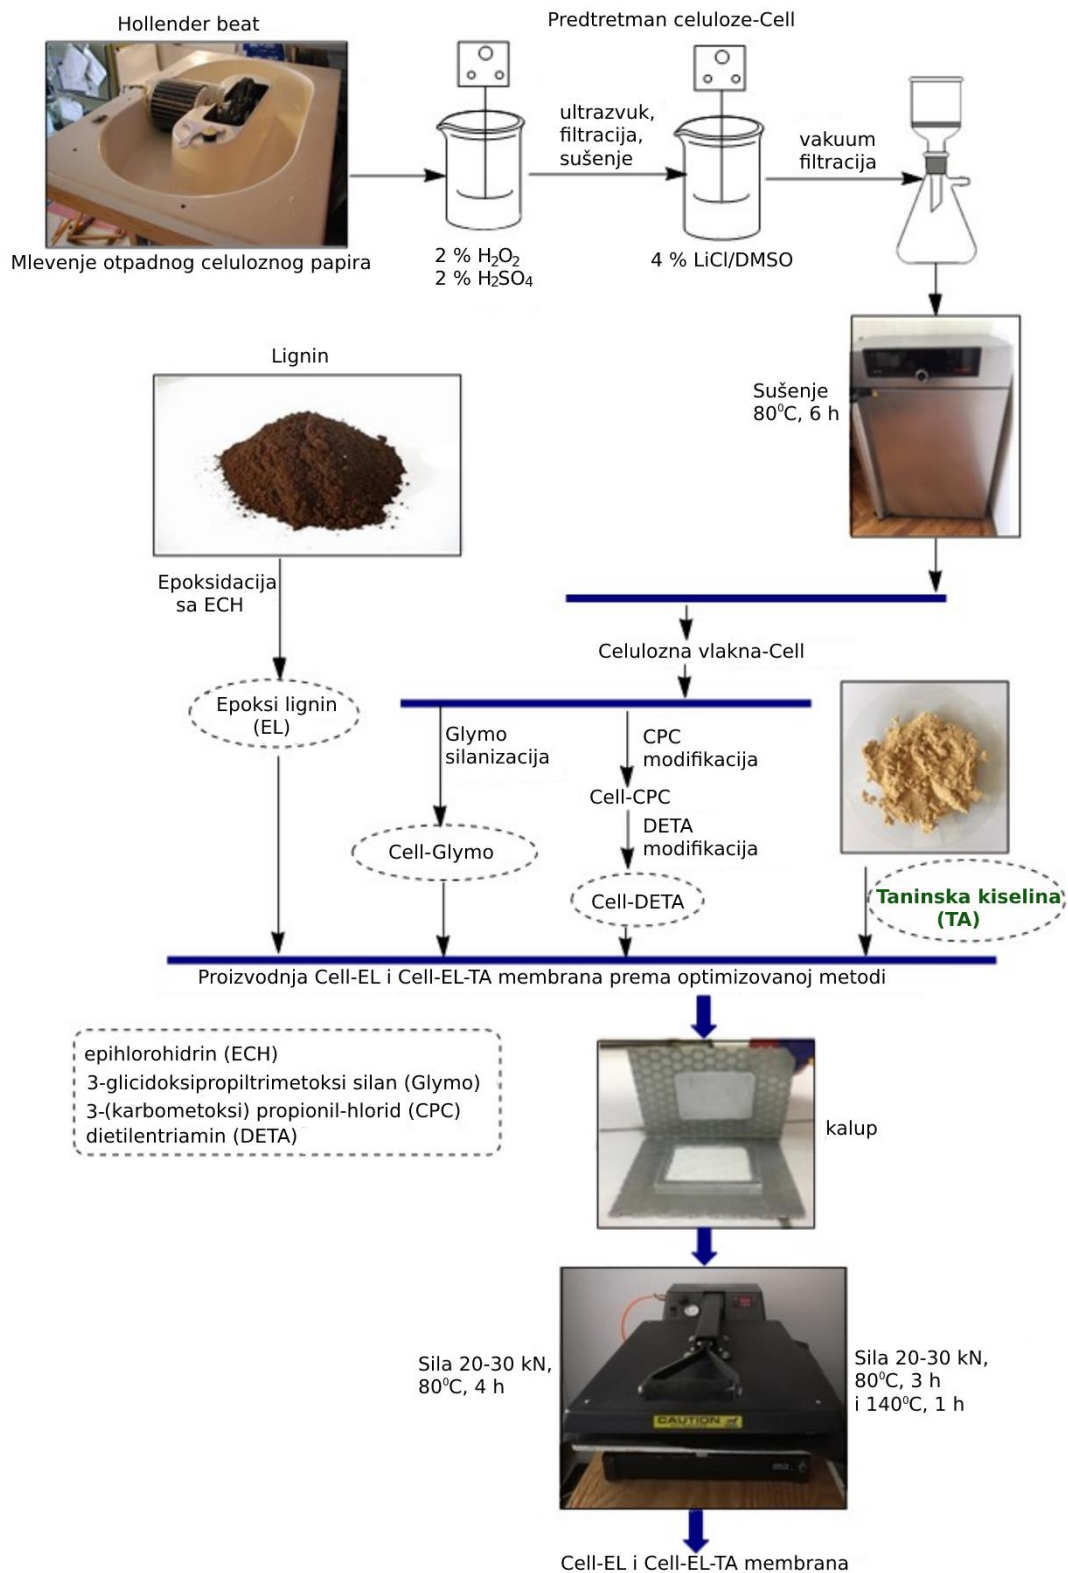 Hollender beat
Predtretman celuloze-Cell
ultrazvuk,
filtracija,
sušenje
vakuum
filtracija
Mlevenje otpadnog celuloznog papira
2 % H₂O₂
2 % H₂SO₄
4 % LiCl/DMSO
Lignin
Sušenje
80⁰C, 6 h
Epoksidacija
sa ECH
Celulozna vlakna-Cell
Epoksi lignin
(EL)
Glymo
silanizacija
CPC
modifikacija
Cell-CPC
DETA
modifikacija
Cell-Glymo
Cell-DETA
Taninska kiselina
(TA)
Proizvodnja Cell-EL i Cell-EL-TA membrana prema optimizovanoj metodi
epihlorohidrin (ECH)
3-glicidoksipropiltrimetoksi silan (Glymo)
3-(karbometoksi) propionil-hlorid (CPC)
dietilentriamin (DETA)
kalup
Sila 20-30 kN,
80⁰C, 4 h
Sila 20-30 kN,
80⁰C, 3 h
i 140⁰C, 1 h
CAUTION
Cell-EL i Cell-EL-TA membrana